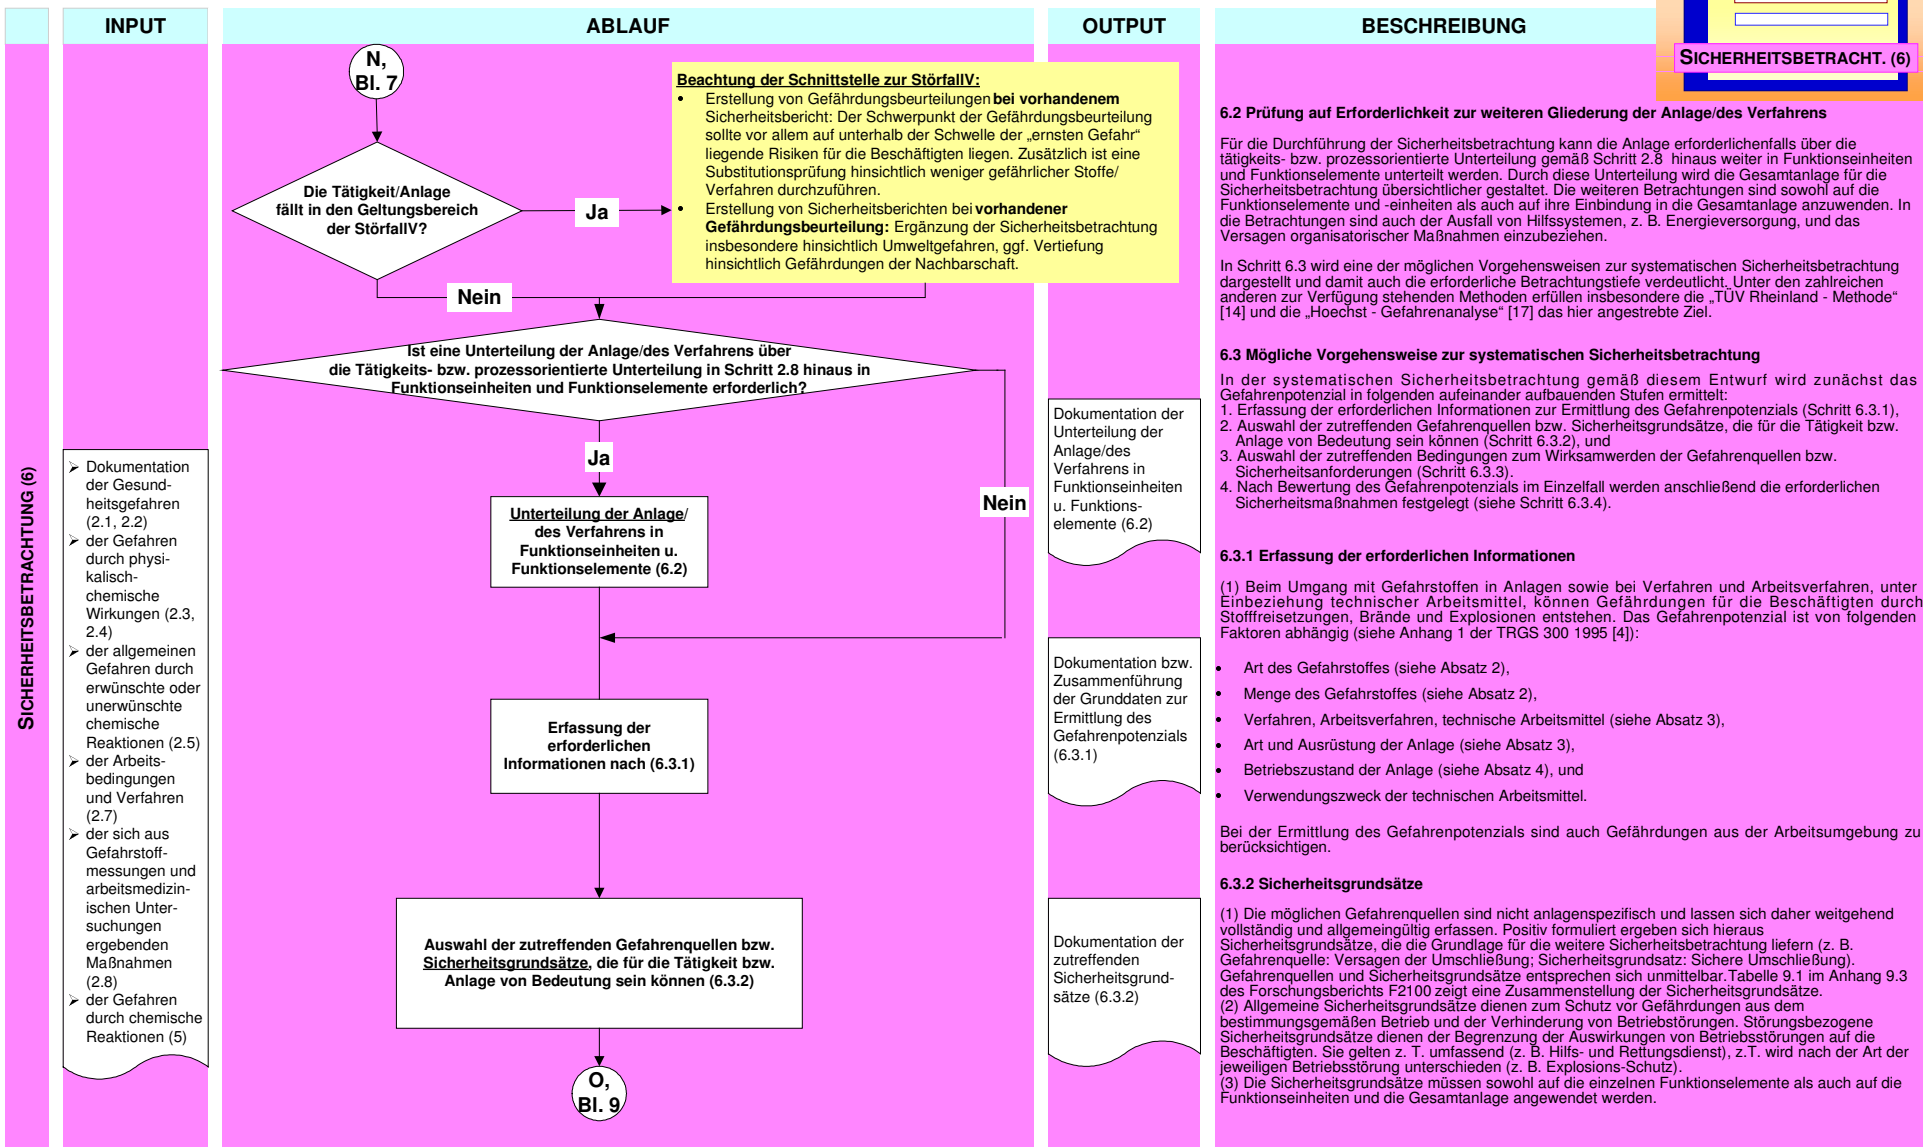 INPUT
ABLAUF
OUTPUT
BESCHREIBUNG
SICHERHEITSBETRACHT. (6)
SICHERHEITSBETRACHTUNG (6)
Dokumentation
der Gesund-
heitsgefahren
(2.1, 2.2)
der Gefahren
durch physi-
kalisch-
chemische
Wirkungen (2.3,
2.4)
der allgemeinen
Gefahren durch
erwünschte oder
unerwünschte
chemische
Reaktionen (2.5)
der Arbeits-
bedingungen
und Verfahren
(2.7)
der sich aus
Gefahrstoff-
messungen und
arbeitsmedizin-
ischen Unter-
suchungen
ergebenden
Maßnahmen
(2.8)
der Gefahren
durch chemische
Reaktionen (5)
N,
Bl. 7
Die Tätigkeit/Anlage
fällt in den Geltungsbereich
der StörfallV?
Ja
Beachtung der Schnittstelle zur StörfallV:
• Erstellung von Gefährdungsbeurteilungen bei vorhandenem
Sicherheitsbericht: Der Schwerpunkt der Gefährdungsbeurteilung
sollte vor allem auf unterhalb der Schwelle der „ernsten Gefahr“
liegende Risiken für die Beschäftigten liegen. Zusätzlich ist eine
Substitutionsprüfung hinsichtlich weniger gefährlicher Stoffe/
Verfahren durchzuführen.
• Erstellung von Sicherheitsberichten bei vorhandener
Gefährdungsbeurteilung: Ergänzung der Sicherheitsbetrachtung
insbesondere hinsichtlich Umweltgefahren, ggf. Vertiefung
hinsichtlich Gefährdungen der Nachbarschaft.
Nein
Ist eine Unterteilung der Anlage/des Verfahrens über
die Tätigkeits- bzw. prozessorientierte Unterteilung in Schritt 2.8 hinaus in
Funktionseinheiten und Funktionselemente erforderlich?
Ja
Nein
Unterteilung der Anlage/
des Verfahrens in
Funktionseinheiten u.
Funktionselemente (6.2)
Erfassung der
erforderlichen
Informationen nach (6.3.1)
Auswahl der zutreffenden Gefahrenquellen bzw.
Sicherheitsgrundsätze, die für die Tätigkeit bzw.
Anlage von Bedeutung sein können (6.3.2)
O,
Bl. 9
Dokumentation der
Unterteilung der
Anlage/des
Verfahrens in
Funktionseinheiten
u. Funktions-
elemente (6.2)
Dokumentation bzw.
Zusammenführung
der Grunddaten zur
Ermittlung des
Gefahrenpotenzials
(6.3.1)
Dokumentation der
zutreffenden
Sicherheitsgrund-
sätze (6.3.2)
6.2 Prüfung auf Erforderlichkeit zur weiteren Gliederung der Anlage/des Verfahrens
Für die Durchführung der Sicherheitsbetrachtung kann die Anlage erforderlichenfalls über die
tätigkeits- bzw. prozessorientierte Unterteilung gemäß Schritt 2.8 hinaus weiter in Funktionseinheiten
und Funktionselemente unterteilt werden. Durch diese Unterteilung wird die Gesamtanlage für die
Sicherheitsbetrachtung übersichtlicher gestaltet. Die weiteren Betrachtungen sind sowohl auf die
Funktionselemente und -einheiten als auch auf ihre Einbindung in die Gesamtanlage anzuwenden. In
die Betrachtungen sind auch der Ausfall von Hilfssystemen, z. B. Energieversorgung, und das
Versagen organisatorischer Maßnahmen einzubeziehen.
In Schritt 6.3 wird eine der möglichen Vorgehensweisen zur systematischen Sicherheitsbetrachtung
dargestellt und damit auch die erforderliche Betrachtungstiefe verdeutlicht. Unter den zahlreichen
anderen zur Verfügung stehenden Methoden erfüllen insbesondere die „TÜV Rheinland - Methode“
[14] und die „Hoechst - Gefahrenanalyse“ [17] das hier angestrebte Ziel.
6.3 Mögliche Vorgehensweise zur systematischen Sicherheitsbetrachtung
In der systematischen Sicherheitsbetrachtung gemäß diesem Entwurf wird zunächst das
Gefahrenpotenzial in folgenden aufeinander aufbauenden Stufen ermittelt:
1. Erfassung der erforderlichen Informationen zur Ermittlung des Gefahrenpotenzials (Schritt 6.3.1),
2. Auswahl der zutreffenden Gefahrenquellen bzw. Sicherheitsgrundsätze, die für die Tätigkeit bzw.
Anlage von Bedeutung sein können (Schritt 6.3.2), und
3. Auswahl der zutreffenden Bedingungen zum Wirksamwerden der Gefahrenquellen bzw.
Sicherheitsanforderungen (Schritt 6.3.3).
4. Nach Bewertung des Gefahrenpotenzials im Einzelfall werden anschließend die erforderlichen
Sicherheitsmaßnahmen festgelegt (siehe Schritt 6.3.4).
6.3.1 Erfassung der erforderlichen Informationen
(1) Beim Umgang mit Gefahrstoffen in Anlagen sowie bei Verfahren und Arbeitsverfahren, unter
Einbeziehung technischer Arbeitsmittel, können Gefährdungen für die Beschäftigten durch
Stofffreisetzungen, Brände und Explosionen entstehen. Das Gefahrenpotenzial ist von folgenden
Faktoren abhängig (siehe Anhang 1 der TRGS 300 1995 [4]):
• Art des Gefahrstoffes (siehe Absatz 2),
• Menge des Gefahrstoffes (siehe Absatz 2),
• Verfahren, Arbeitsverfahren, technische Arbeitsmittel (siehe Absatz 3),
• Art und Ausrüstung der Anlage (siehe Absatz 3),
• Betriebszustand der Anlage (siehe Absatz 4), und
• Verwendungszweck der technischen Arbeitsmittel.
Bei der Ermittlung des Gefahrenpotenzials sind auch Gefährdungen aus der Arbeitsumgebung zu
berücksichtigen.
6.3.2 Sicherheitsgrundsätze
(1) Die möglichen Gefahrenquellen sind nicht anlagenspezifisch und lassen sich daher weitgehend
vollständig und allgemeingültig erfassen. Positiv formuliert ergeben sich hieraus
Sicherheitsgrundsätze, die die Grundlage für die weitere Sicherheitsbetrachtung liefern (z. B.
Gefahrenquelle: Versagen der Umschließung; Sicherheitsgrundsatz: Sichere Umschließung).
Gefahrenquellen und Sicherheitsgrundsätze entsprechen sich unmittelbar.Tabelle 9.1 im Anhang 9.3
des Forschungsberichts F2100 zeigt eine Zusammenstellung der Sicherheitsgrundsätze.
(2) Allgemeine Sicherheitsgrundsätze dienen zum Schutz vor Gefährdungen aus dem
bestimmungsgemäßen Betrieb und der Verhinderung von Betriebstörungen. Störungsbezogene
Sicherheitsgrundsätze dienen der Begrenzung der Auswirkungen von Betriebsstörungen auf die
Beschäftigten. Sie gelten z. T. umfassend (z. B. Hilfs- und Rettungsdienst), z.T. wird nach der Art der
jeweiligen Betriebsstörung unterschieden (z. B. Explosions-Schutz).
(3) Die Sicherheitsgrundsätze müssen sowohl auf die einzelnen Funktionselemente als auch auf die
Funktionseinheiten und die Gesamtanlage angewendet werden.